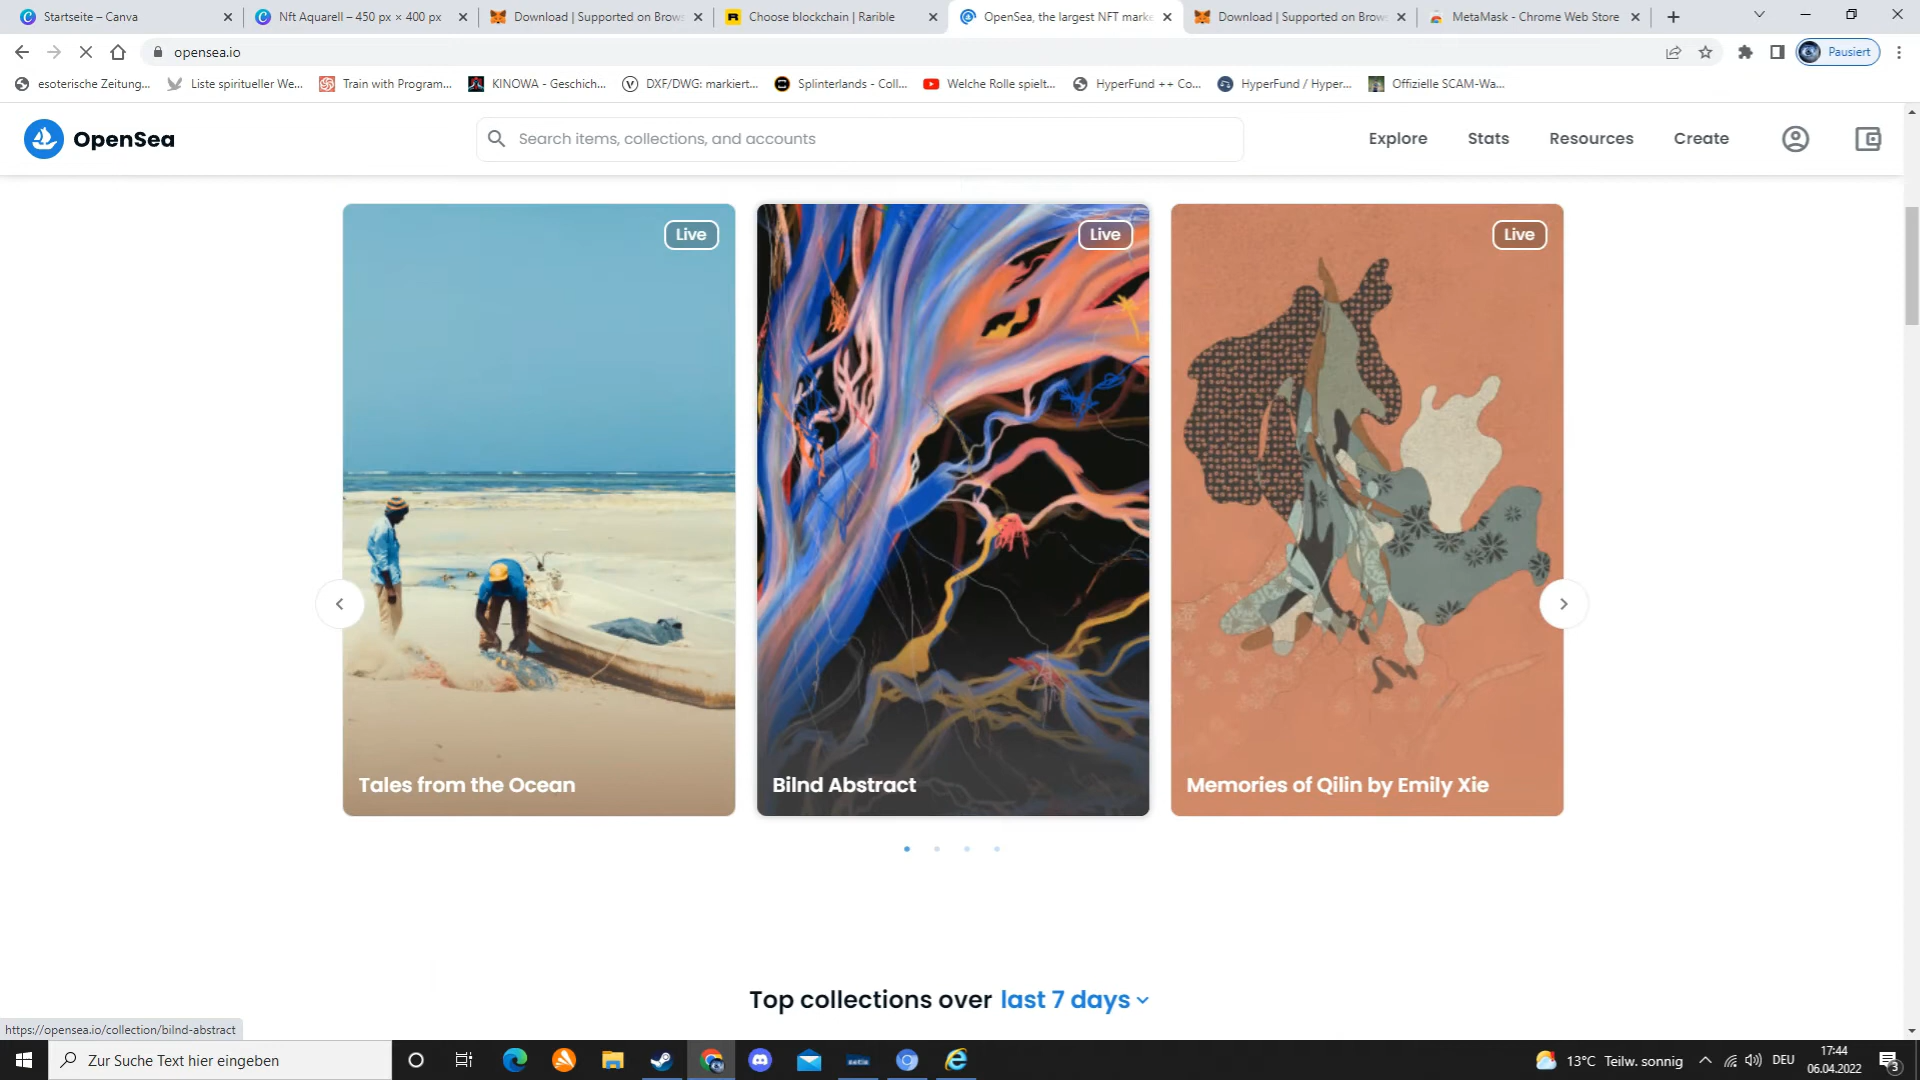 Startseite – Canva
Nft Aquarell – 450 px × 400 px
Download | Supported on Brows
Choose blockchain | Rarible
OpenSea, the largest NFT marke
Download | Supported on Brows
MetaMask - Chrome Web Store
opensea.io
Pausiert
esoterische Zeitung...
Liste spiritueller We...
Train with Program...
KINOWA - Geschich...
DXF/DWG: markiert...
Splinterlands - Coll...
Welche Rolle spielt...
HyperFund ++ Co...
HyperFund / Hyper...
Offizielle SCAM-Wa...
OpenSea
Search items, collections, and accounts
Explore
Stats
Resources
Create
Live
Live
Live
Tales from the Ocean
Bilnd Abstract
Memories of Qilin by Emily Xie
Top collections over last 7 days
https://opensea.io/collection/bilnd-abstract
Zur Suche Text hier eingeben
13°C Teilw. sonnig
DEU
17:44
06.04.2022
3